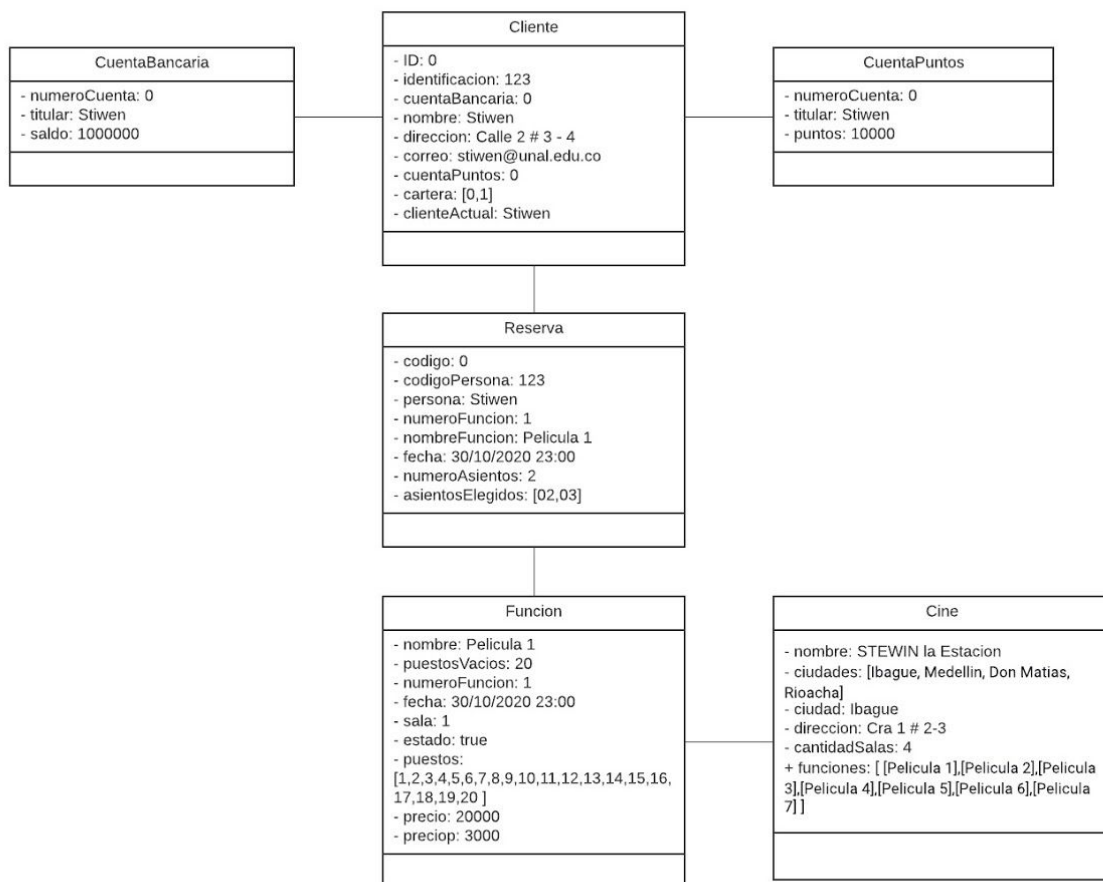 Cliente
- ID: 0
- identificacion: 123
- cuentaBancaria: 0
- nombre: Stiwen
- direccion: Calle 2 # 3 - 4
- correo: stiwen@unal.edu.co
- cuentaPuntos: 0
- cartera: [0,1]
- clienteActual: Stiwen
CuentaBancaria
- numeroCuenta: 0
- titular: Stiwen
- saldo: 1000000
CuentaPuntos
- numeroCuenta: 0
- titular: Stiwen
- puntos: 10000
Reserva
- codigo: 0
- codigoPersona: 123
- persona: Stiwen
- numeroFuncion: 1
- nombreFuncion: Pelicula 1
- fecha: 30/10/2020 23:00
- numeroAsientos: 2
- asientosElegidos: [02,03]
Funcion
- nombre: Pelicula 1
- puestosVacios: 20
- numeroFuncion: 1
- fecha: 30/10/2020 23:00
- sala: 1
- estado: true
- puestos:
[1,2,3,4,5,6,7,8,9,10,11,12,13,14,15,16,
17,18,19,20 ]
- precio: 20000
- preciop: 3000
Cine
- nombre: STEWIN la Estacion
- ciudades: [Ibague, Medellin, Don Matias,
Rioacha]
- ciudad: Ibague
- direccion: Cra 1 # 2-3
- cantidadSalas: 4
+ funciones: [ [Pelicula 1],[Pelicula 2],[Pelicula
3],[Pelicula 4],[Pelicula 5],[Pelicula 6],[Pelicula
7] ]